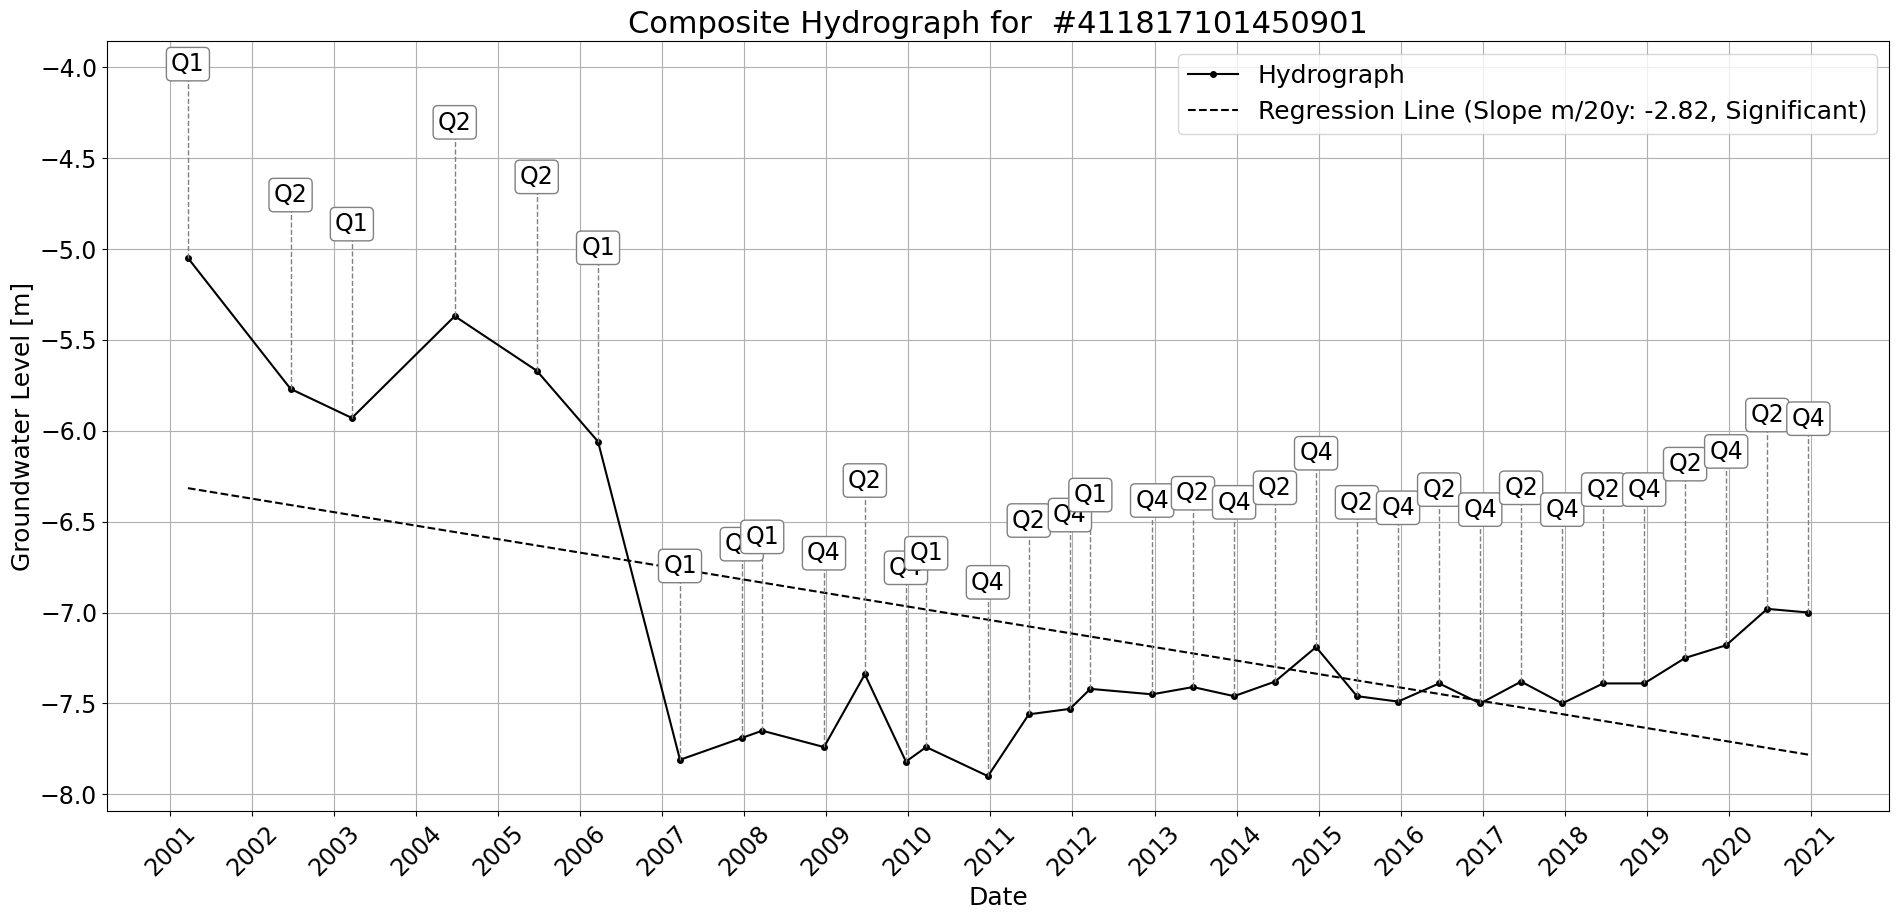 Composite Hydrograph for #411817101450901
Hydrograph
Regression Line (Slope m/20y: -2.82, Significant)
Groundwater Level [m]
−4.0
−4.5
−5.0
−5.5
−6.0
−6.5
−7.0
−7.5
−8.0
Q1
Q2
Q1
Q2
Q2
Q1
Q1
Q1
Q4
Q2
Q4
Q1
Q4
Q2
Q4
Q1
Q4
Q2
Q4
Q2
Q4
Q2
Q4
Q2
Q4
Q2
Q4
Q2
Q4
Q2
Q4
Q2
Q4
2001
2002
2003
2004
2005
2006
2007
2008
2009
2010
2011
2012
2013
2014
2015
2016
2017
2018
2019
2020
2021
Date